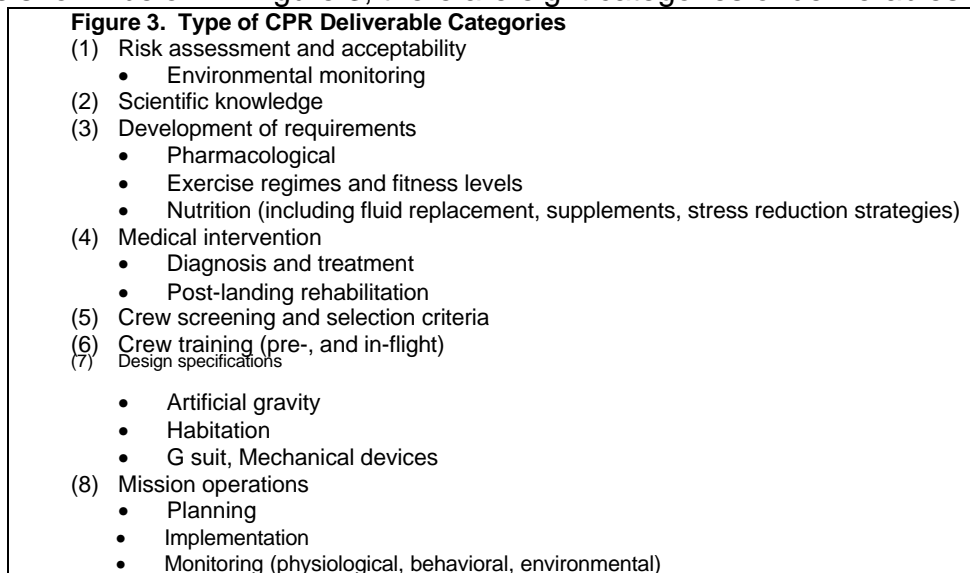 Figure 3. Type of CPR Deliverable Categories
(1) Risk assessment and acceptability
• Environmental monitoring
(2) Scientific knowledge
(3) Development of requirements
• Pharmacological
• Exercise regimes and fitness levels
• Nutrition (including fluid replacement, supplements, stress reduction strategies)
(4) Medical intervention
• Diagnosis and treatment
• Post-landing rehabilitation
(5) Crew screening and selection criteria
(6) Crew training (pre-, and in-flight)
(7) Design specifications
• Artificial gravity
• Habitation
• G suit, Mechanical devices
(8) Mission operations
• Planning
• Implementation
• Monitoring (physiological, behavioral, environmental)